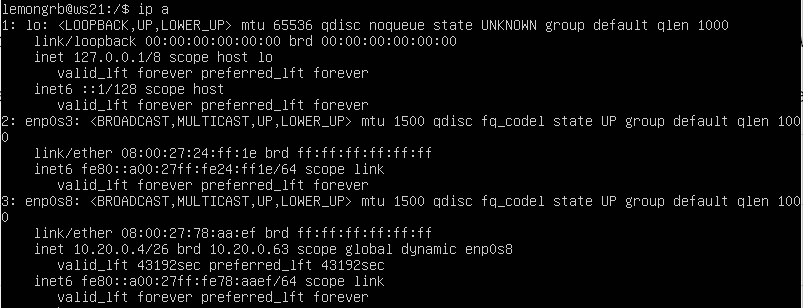 lemongrb@ws21:/$ ip a
1: lo: <LOOPBACK,UP,LOWER_UP> mtu 65536 qdisc noqueue state UNKNOWN group default qlen 1000
    link/loopback 00:00:00:00:00:00 brd 00:00:00:00:00:00
    inet 127.0.0.1/8 scope host lo
       valid_lft forever preferred_lft forever
    inet6 ::1/128 scope host
       valid_lft forever preferred_lft forever
2: enp0s3: <BROADCAST,MULTICAST,UP,LOWER_UP> mtu 1500 qdisc fq_codel state UP group default qlen 100
0
    link/ether 08:00:27:24:ff:1e brd ff:ff:ff:ff:ff:ff
    inet6 fe80::a00:27ff:fe24:ff1e/64 scope link
       valid_lft forever preferred_lft forever
3: enp0s8: <BROADCAST,MULTICAST,UP,LOWER_UP> mtu 1500 qdisc fq_codel state UP group default qlen 100
0
    link/ether 08:00:27:78:aa:ef brd ff:ff:ff:ff:ff:ff
    inet 10.20.0.4/26 brd 10.20.0.63 scope global dynamic enp0s8
       valid_lft 43192sec preferred_lft 43192sec
    inet6 fe80::a00:27ff:fe78:aaef/64 scope link
       valid_lft forever preferred_lft forever